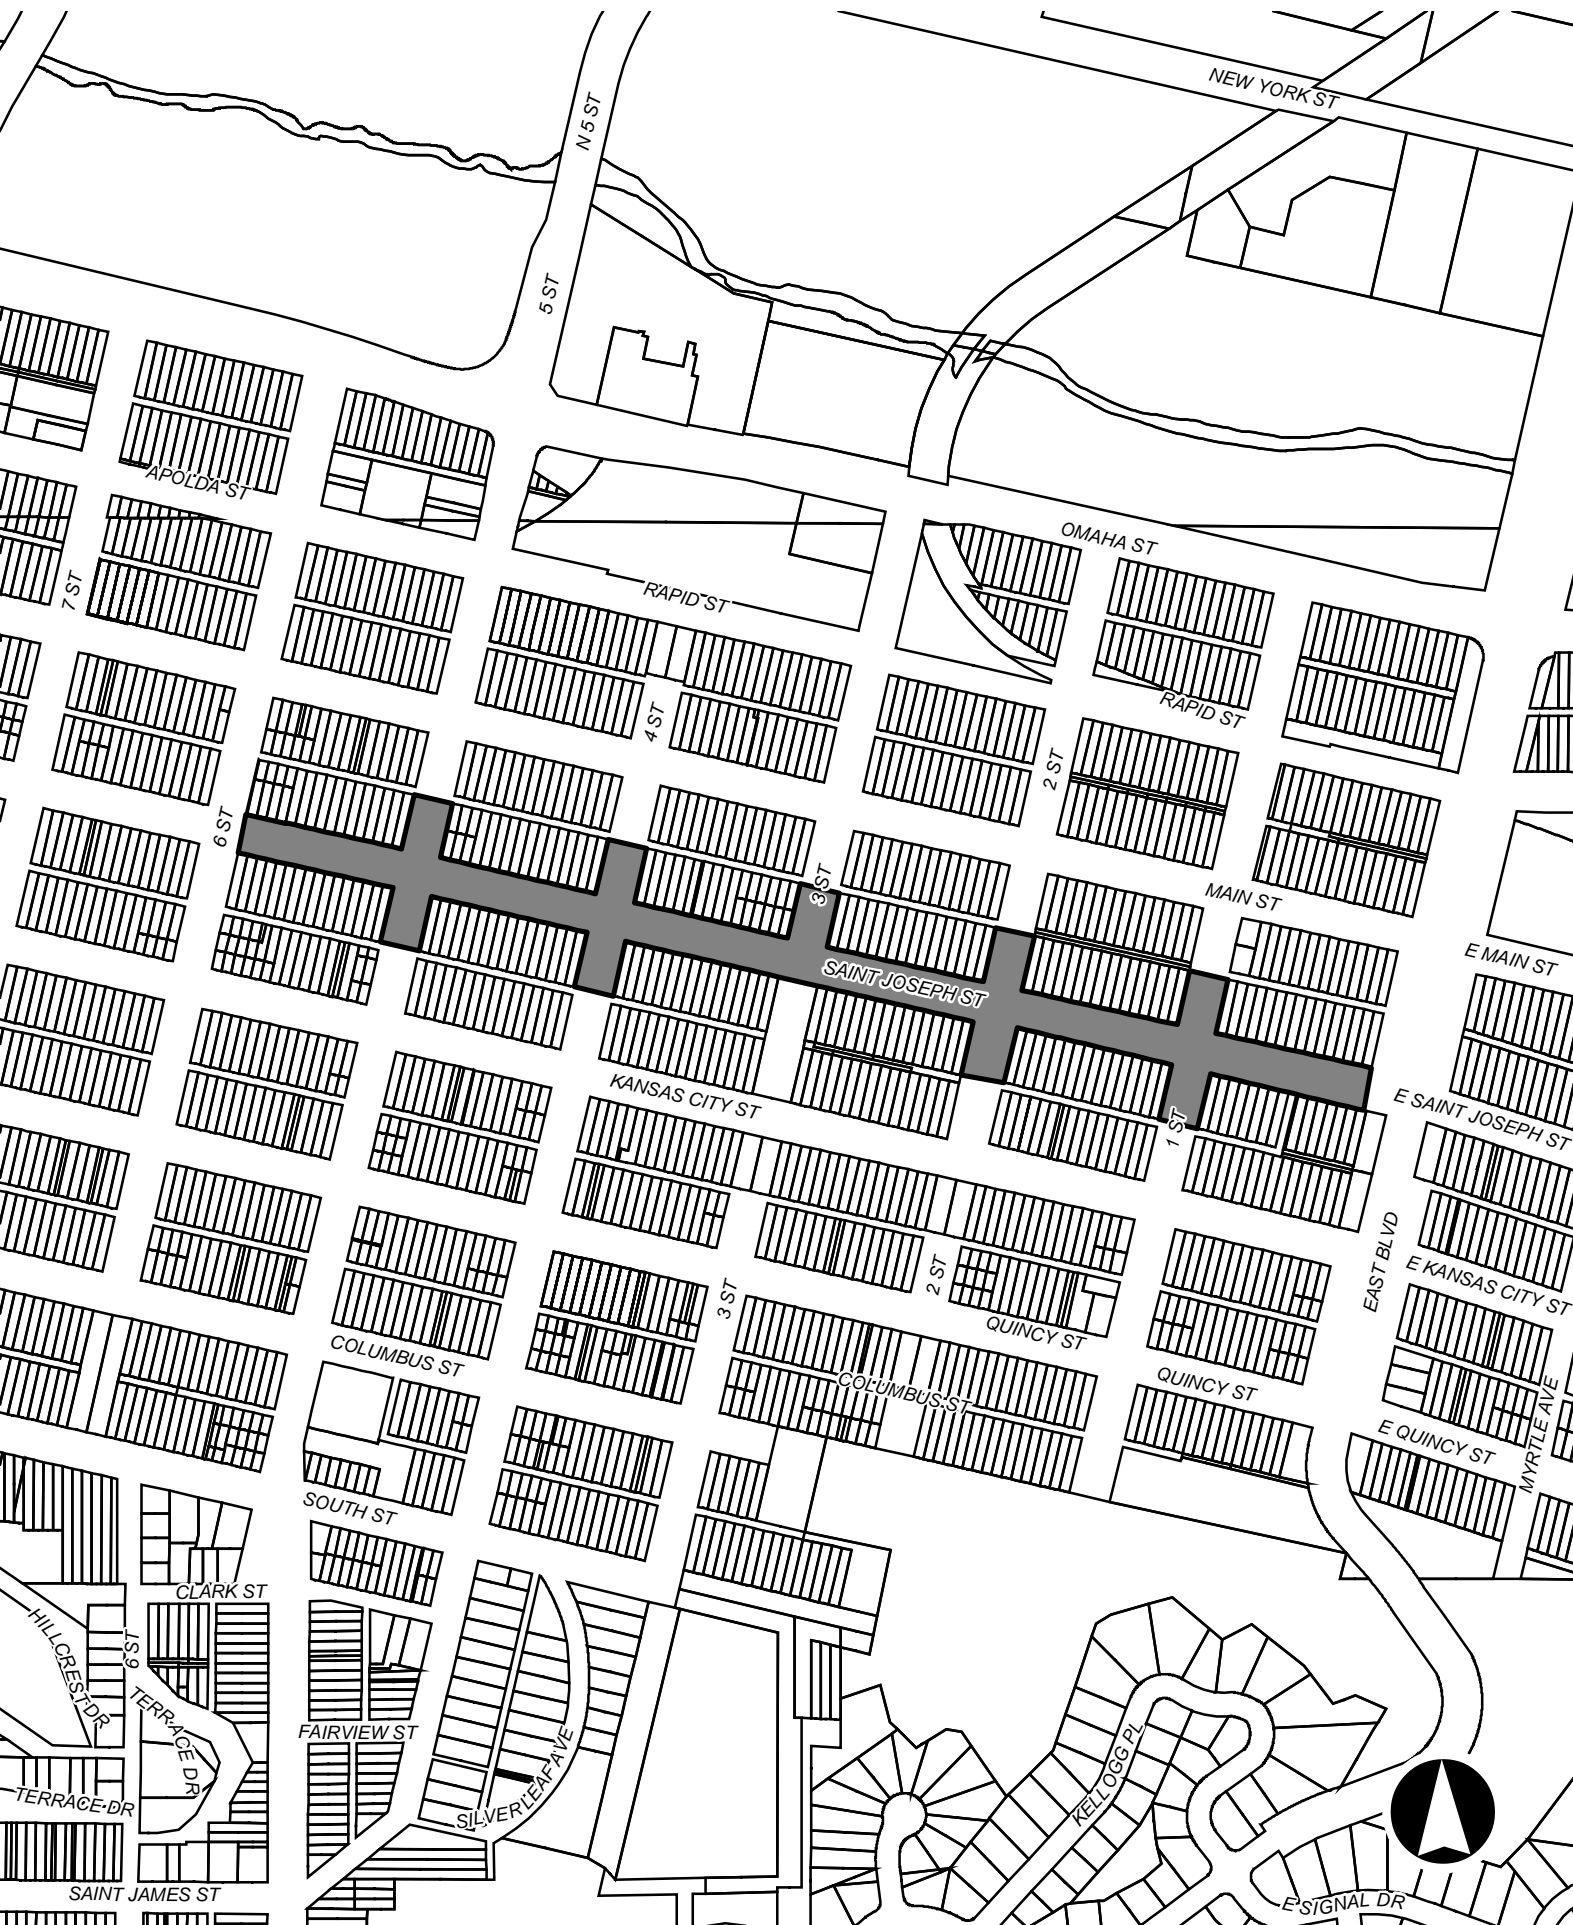 NEW YORK ST
N 5 ST
5 ST
APOLDA ST
OMAHA ST
7 ST
RAPID ST
RAPID ST
4 ST
2 ST
6 ST
3 ST
MAIN ST
E MAIN ST
SAINT JOSEPH ST
KANSAS CITY ST
1 ST
E SAINT JOSEPH ST
EAST BLVD
E KANSAS CITY ST
2 ST
3 ST
QUINCY ST
COLUMBUS ST
COLUMBUS ST
QUINCY ST
E QUINCY ST
MYRTLE AVE
SOUTH ST
CLARK ST
HILLCREST DR
6 ST
TERRACE DR
FAIRVIEW ST
SILVERLEAF AVE
KELLOGG PL
TERRACE DR
SAINT JAMES ST
E SIGNAL DR